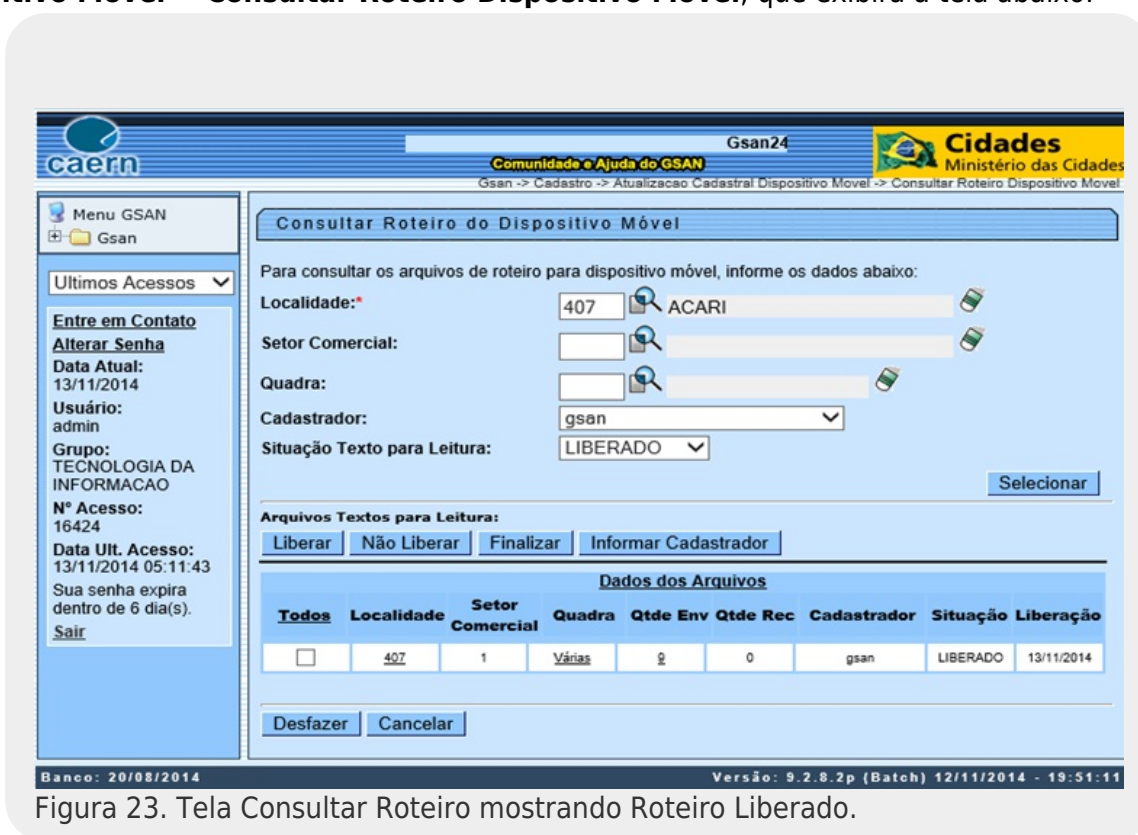 Consultar Roteiro Dispositivo Móvel, que exibirá a tela abaixo:
caern
Gsan24
Comunidade e Ajuda do GSAN
Cidades
Ministério das Cidades
Gsan -> Cadastro -> Atualizacao Cadastral Dispositivo Movel -> Consultar Roteiro Dispositivo Movel
Menu GSAN
Gsan
Ultimos Acessos
Entre em Contato
Alterar Senha
Data Atual:
13/11/2014
Usuário:
admin
Grupo:
TECNOLOGIA DA
INFORMACAO
Nº Acesso:
16424
Data Ult. Acesso:
13/11/2014 05:11:43
Sua senha expira
dentro de 6 dia(s).
Sair
Consultar Roteiro do Dispositivo Móvel
Para consultar os arquivos de roteiro para dispositivo móvel, informe os dados abaixo:
Localidade:* 407 ACARI
Setor Comercial:
Quadra:
Cadastrador: gsan
Situação Texto para Leitura: LIBERADO
Selecionar
Arquivos Textos para Leitura:
Liberar Não Liberar Finalizar Informar Cadastrador
Dados dos Arquivos
Todos Localidade Setor Comercial Quadra Qtde Env Qtde Rec Cadastrador Situação Liberação
407 1 Várias 9 0 gsan LIBERADO 13/11/2014
Desfazer Cancelar
Banco: 20/08/2014 Versão: 9.2.8.2p (Batch) 12/11/2014 - 19:51:11
Figura 23. Tela Consultar Roteiro mostrando Roteiro Liberado.